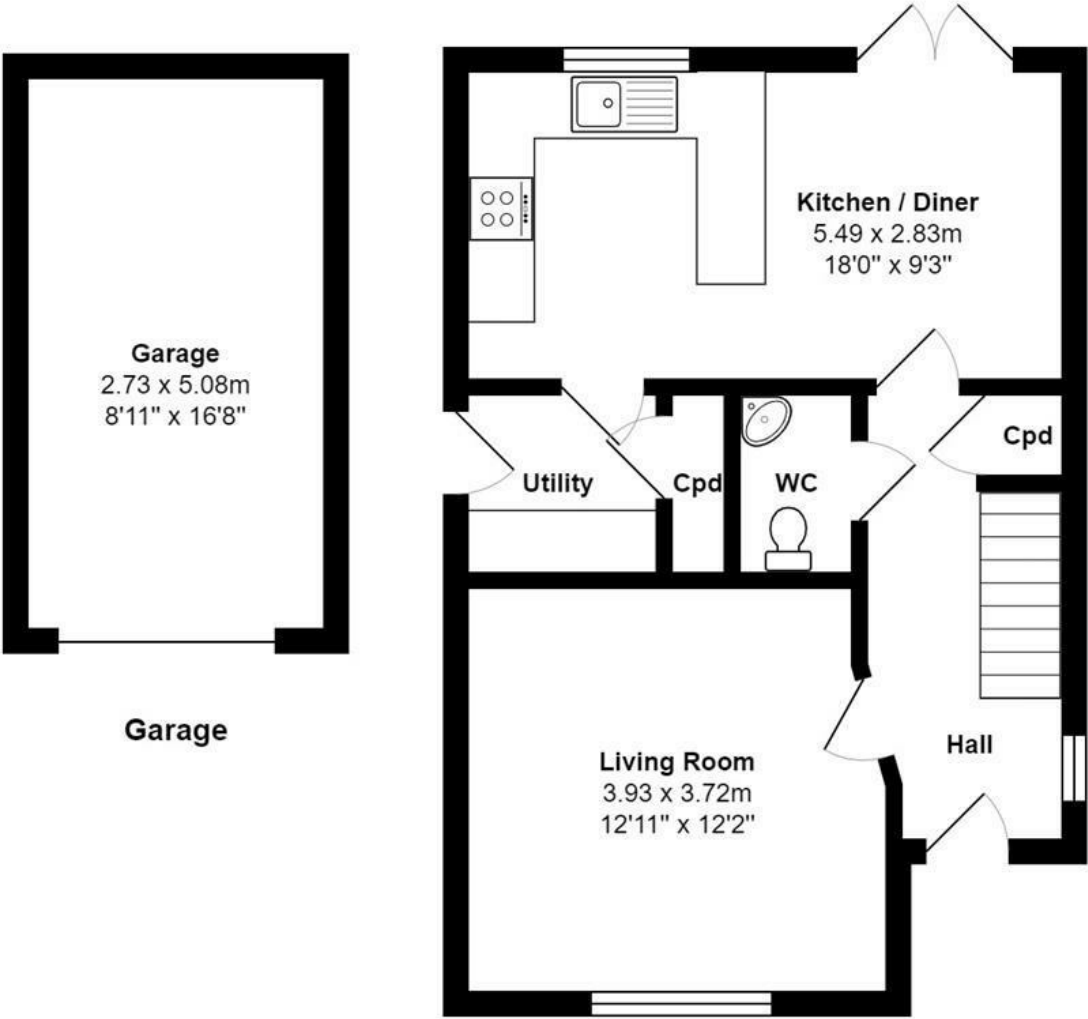 Kitchen / Diner
5.49 x 2.83m
18'0" x 9'3"
Garage
2.73 x 5.08m
8'11" x 16'8"
Cpd
Utility
Cpd
WC
Garage
Hall
Living Room
3.93 x 3.72m
12'11" x 12'2"